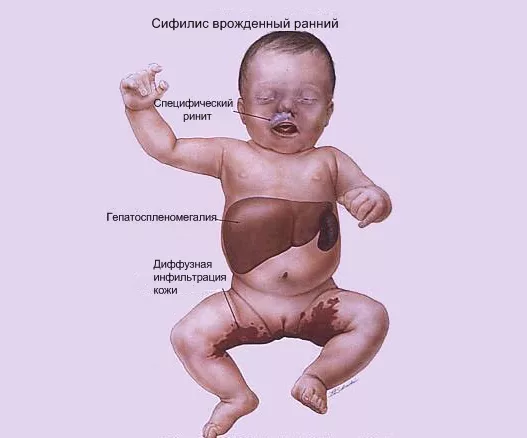 Сифилис врожденный ранний
Специфический
ринит
Гепатоспленомегалия
Диффузная
инфильтрация
кожи